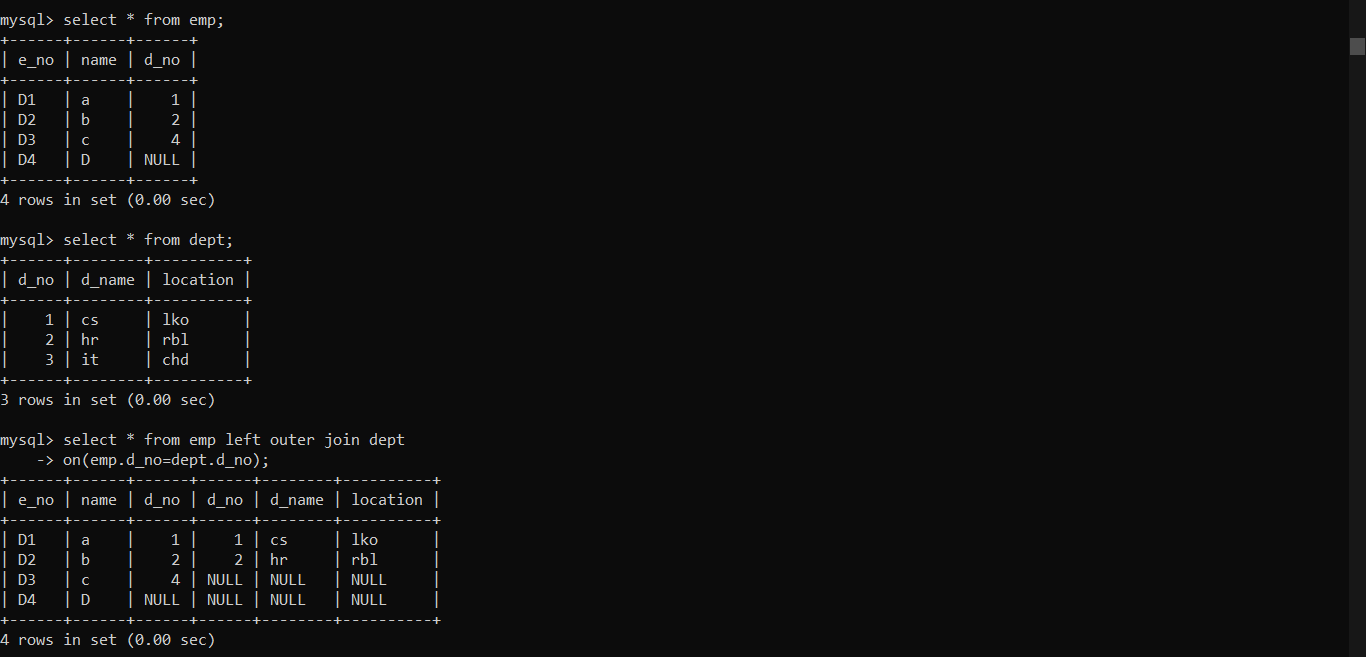 mysql> select * from emp;
+------+------+------+
| e_no | name | d_no |
+------+------+------+
| D1   | a    |    1 |
| D2   | b    |    2 |
| D3   | c    |    4 |
| D4   | D    | NULL |
+------+------+------+
4 rows in set (0.00 sec)

mysql> select * from dept;
+------+--------+----------+
| d_no | d_name | location |
+------+--------+----------+
|    1 | cs     | lko      |
|    2 | hr     | rbl      |
|    3 | it     | chd      |
+------+--------+----------+
3 rows in set (0.00 sec)

mysql> select * from emp left outer join dept
    -> on(emp.d_no=dept.d_no);
+------+------+------+------+--------+----------+
| e_no | name | d_no | d_no | d_name | location |
+------+------+------+------+--------+----------+
| D1   | a    |    1 |    1 | cs     | lko      |
| D2   | b    |    2 |    2 | hr     | rbl      |
| D3   | c    |    4 | NULL | NULL   | NULL     |
| D4   | D    | NULL | NULL | NULL   | NULL     |
+------+------+------+------+--------+----------+
4 rows in set (0.00 sec)